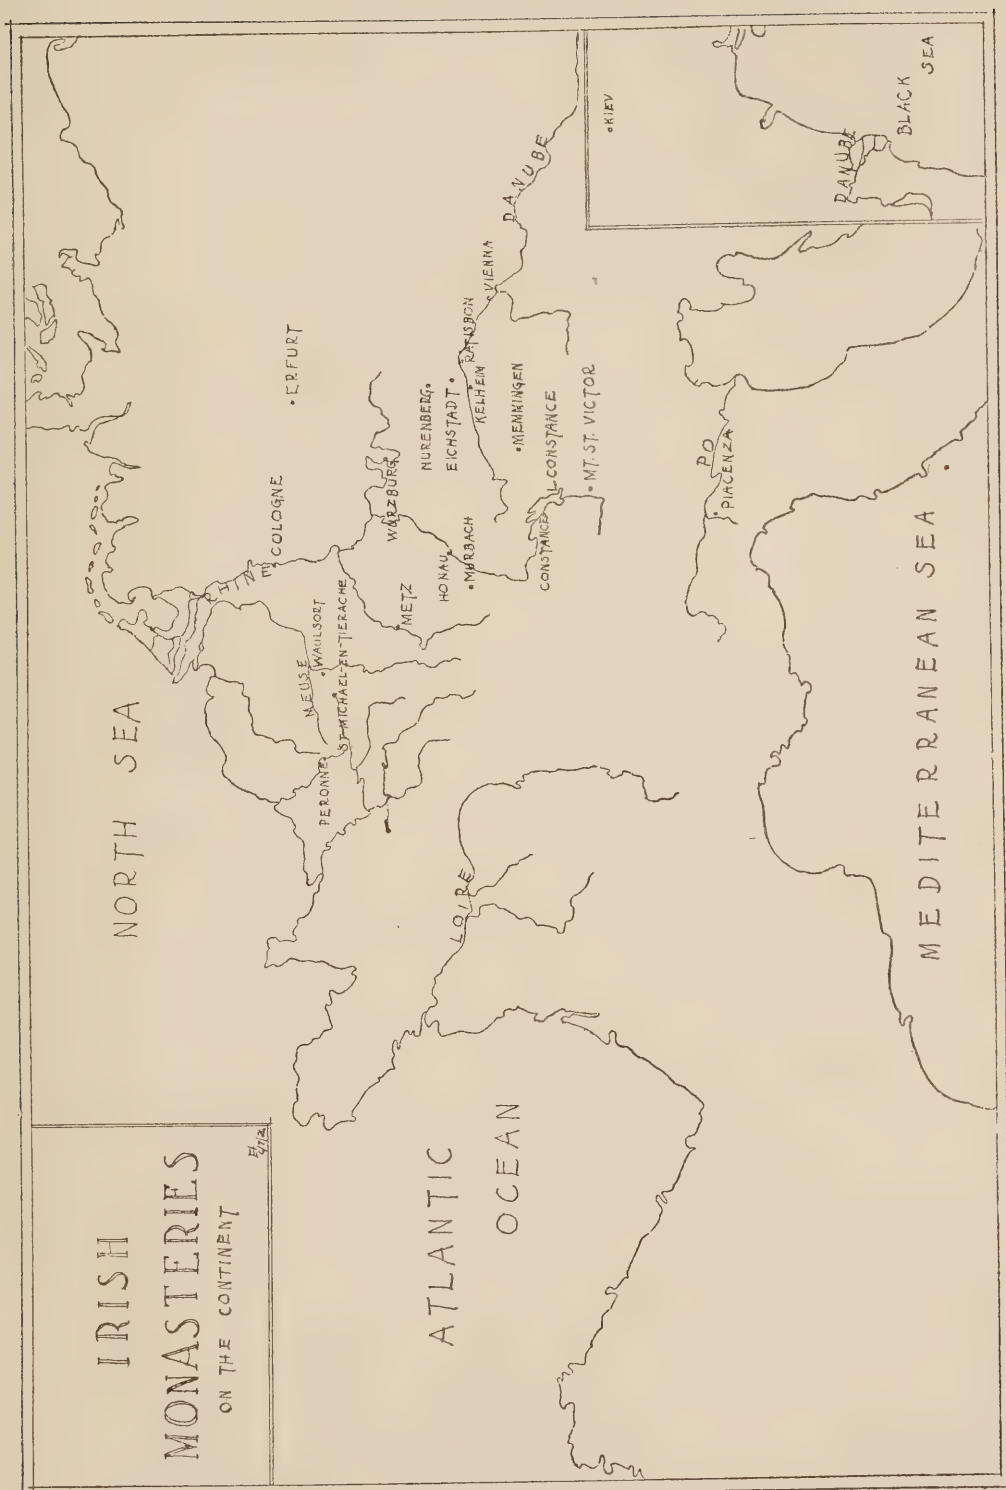 IRISH
MONASTERIES
ON THE CONTINENT
NORTH SEA
ATLANTIC
OCEAN
MEDITERRANEAN SEA
PERONNE
ST. MICHAEL-EN-TIERACHE
MEUSE
WAULSORT
RHINE
COLOGNE
ERFURT
METZ
HONAU
MURBACH
WÜRZBURG
NURENBERG
EICHSTADT
KELHEIM
RATISBON
VIENNA
DANUBE
MEMMINGEN
CONSTANCE
L. CONSTANCE
MT. ST. VICTOR
LOIRE
PO
PIACENZA
KIEV
DANUBE
BLACK
SEA